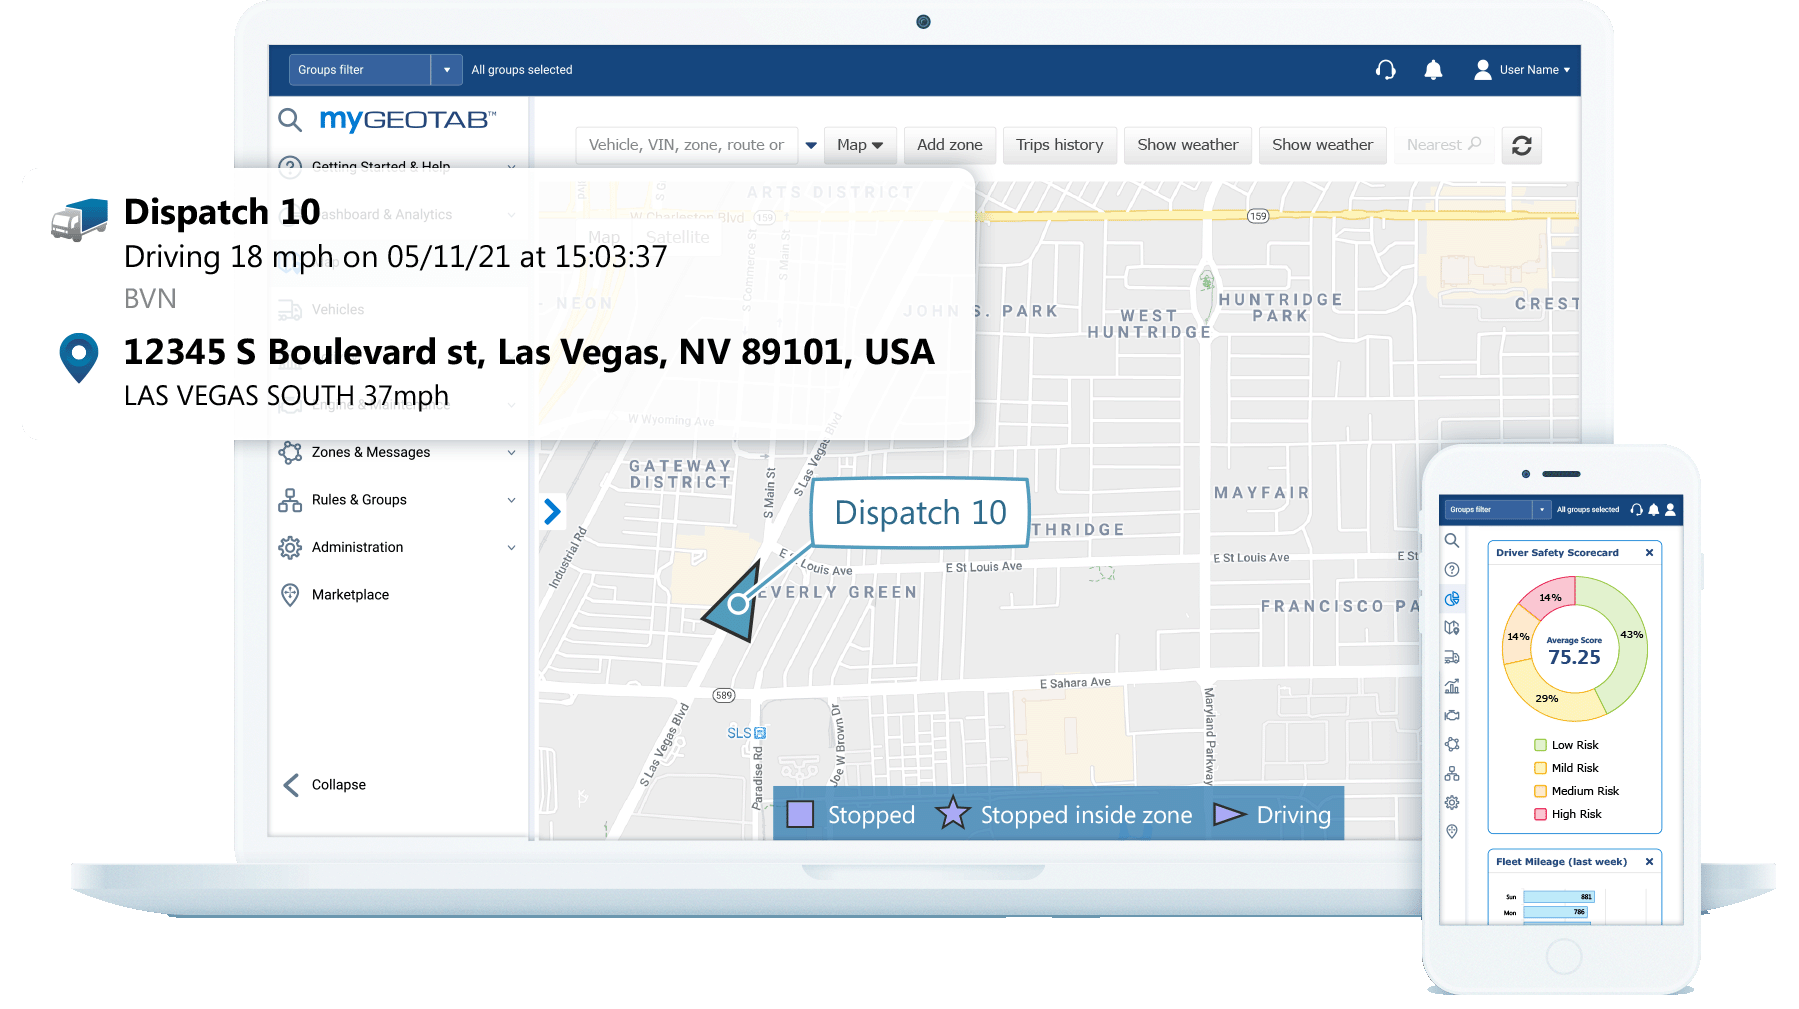 Groups filter
All groups selected
User Name
myGEOTAB™
Vehicle, VIN, zone, route or
Map
Add zone
Trips history
Show weather
Show weather
Nearest
Getting Started & Help
Dashboard & Analytics
Vehicles
Engine & Maintenance
Zones & Messages
Rules & Groups
Administration
Marketplace
Collapse
Dispatch 10
Driving 18 mph on 05/11/21 at 15:03:37
BVN
12345 S Boulevard st, Las Vegas, NV 89101, USA
LAS VEGAS SOUTH 37mph
Map
Satellite
ARTS DISTRICT
W Charleston Blvd
159
159
S Commerce St
S Main St
NEON
JOHN S. PARK
WEST
HUNTRIDGE
HUNTRIDGE
PARK
CREST
W Wyoming Ave
GATEWAY
DISTRICT
S Main St
S Las Vegas Blvd
Industrial Rd
Dispatch 10
THRIDGE
MAYFAIR
E St Louis Ave
E St Louis Ave
E St
Louis Ave
EVERLY GREEN
FRANCISCO PA
E Sahara Ave
589
SLS
S Las Vegas Blvd
Paradise Rd
Joe W Brown Dr
Maryland Parkway
Stopped
Stopped inside zone
Driving
Groups filter
All groups selected
Driver Safety Scorecard
14%
43%
14%
29%
Average Score
75.25
Low Risk
Mild Risk
Medium Risk
High Risk
Fleet Mileage (last week)
Sun
881
Mon
786